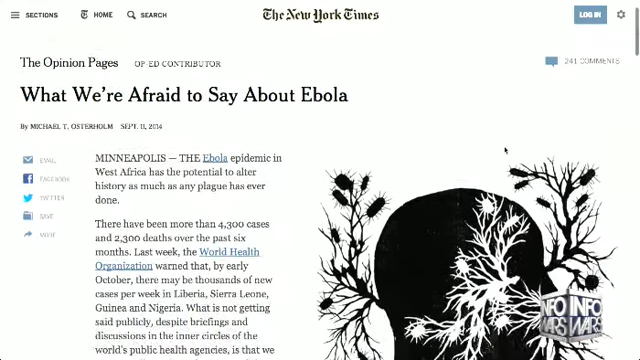 SECTIONS
HOME
SEARCH
The New York Times
LOG IN
The Opinion Pages
OP-ED CONTRIBUTOR
241 COMMENTS
What We're Afraid to Say About Ebola
By MICHAEL T. OSTERHOLM SEPT. 11, 2014
EMAIL
FACEBOOK
TWITTER
SAVE
MORE
MINNEAPOLIS — THE Ebola epidemic in
West Africa has the potential to alter
history as much as any plague has ever
done.
There have been more than 4,300 cases
and 2,300 deaths over the past six
months. Last week, the World Health
Organization warned that, by early
October, there may be thousands of new
cases per week in Liberia, Sierra Leone,
Guinea and Nigeria. What is not getting
said publicly, despite briefings and
discussions in the inner circles of the
world's public health agencies, is that we
INFO INFO
WARS WARS